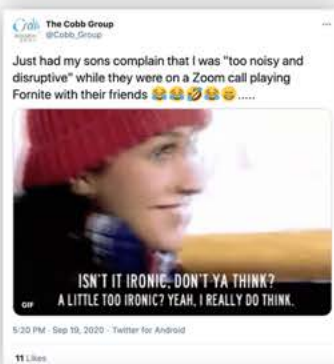 The Cobb Group
@Cobb_Group
Just had my sons complain that I was "too noisy and
disruptive" while they were on a Zoom call playing
Fornite with their friends 😂😂🤣😂😁.....
ISN'T IT IRONIC, DON'T YA THINK?
A LITTLE TOO IRONIC? YEAH, I REALLY DO THINK.
GIF
5:20 PM · Sep 19, 2020 · Twitter for Android
11 Likes